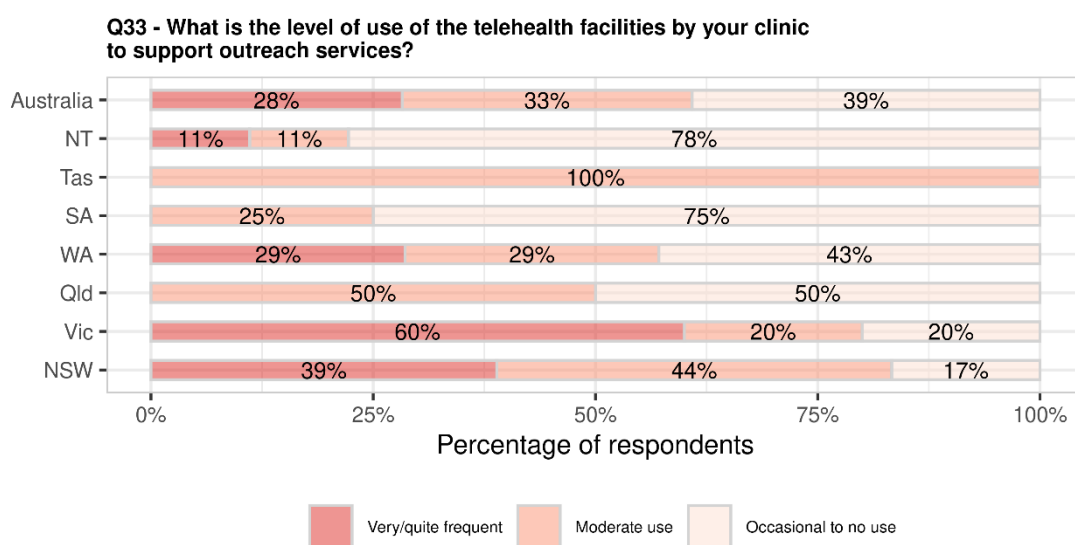 Q33 - What is the level of use of the telehealth facilities by your clinic
to support outreach services?
Australia 28% 33% 39%
NT 11% 11% 78%
Tas 100%
SA 25% 75%
WA 29% 29% 43%
Qld 50% 50%
Vic 60% 20% 20%
NSW 39% 44% 17%
0% 25% 50% 75% 100%
Percentage of respondents
Very/quite frequent Moderate use Occasional to no use